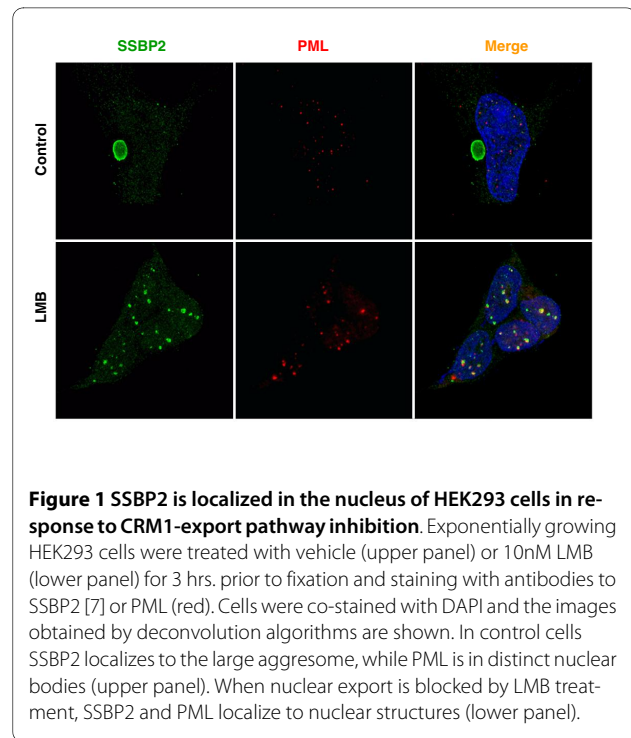 SSBP2 PML Merge
Control
LMB
Figure 1 SSBP2 is localized in the nucleus of HEK293 cells in re-
sponse to CRM1-export pathway inhibition. Exponentially growing
HEK293 cells were treated with vehicle (upper panel) or 10nM LMB
(lower panel) for 3 hrs. prior to fixation and staining with antibodies to
SSBP2 [7] or PML (red). Cells were co-stained with DAPI and the images
obtained by deconvolution algorithms are shown. In control cells
SSBP2 localizes to the large aggresome, while PML is in distinct nuclear
bodies (upper panel). When nuclear export is blocked by LMB treat-
ment, SSBP2 and PML localize to nuclear structures (lower panel).